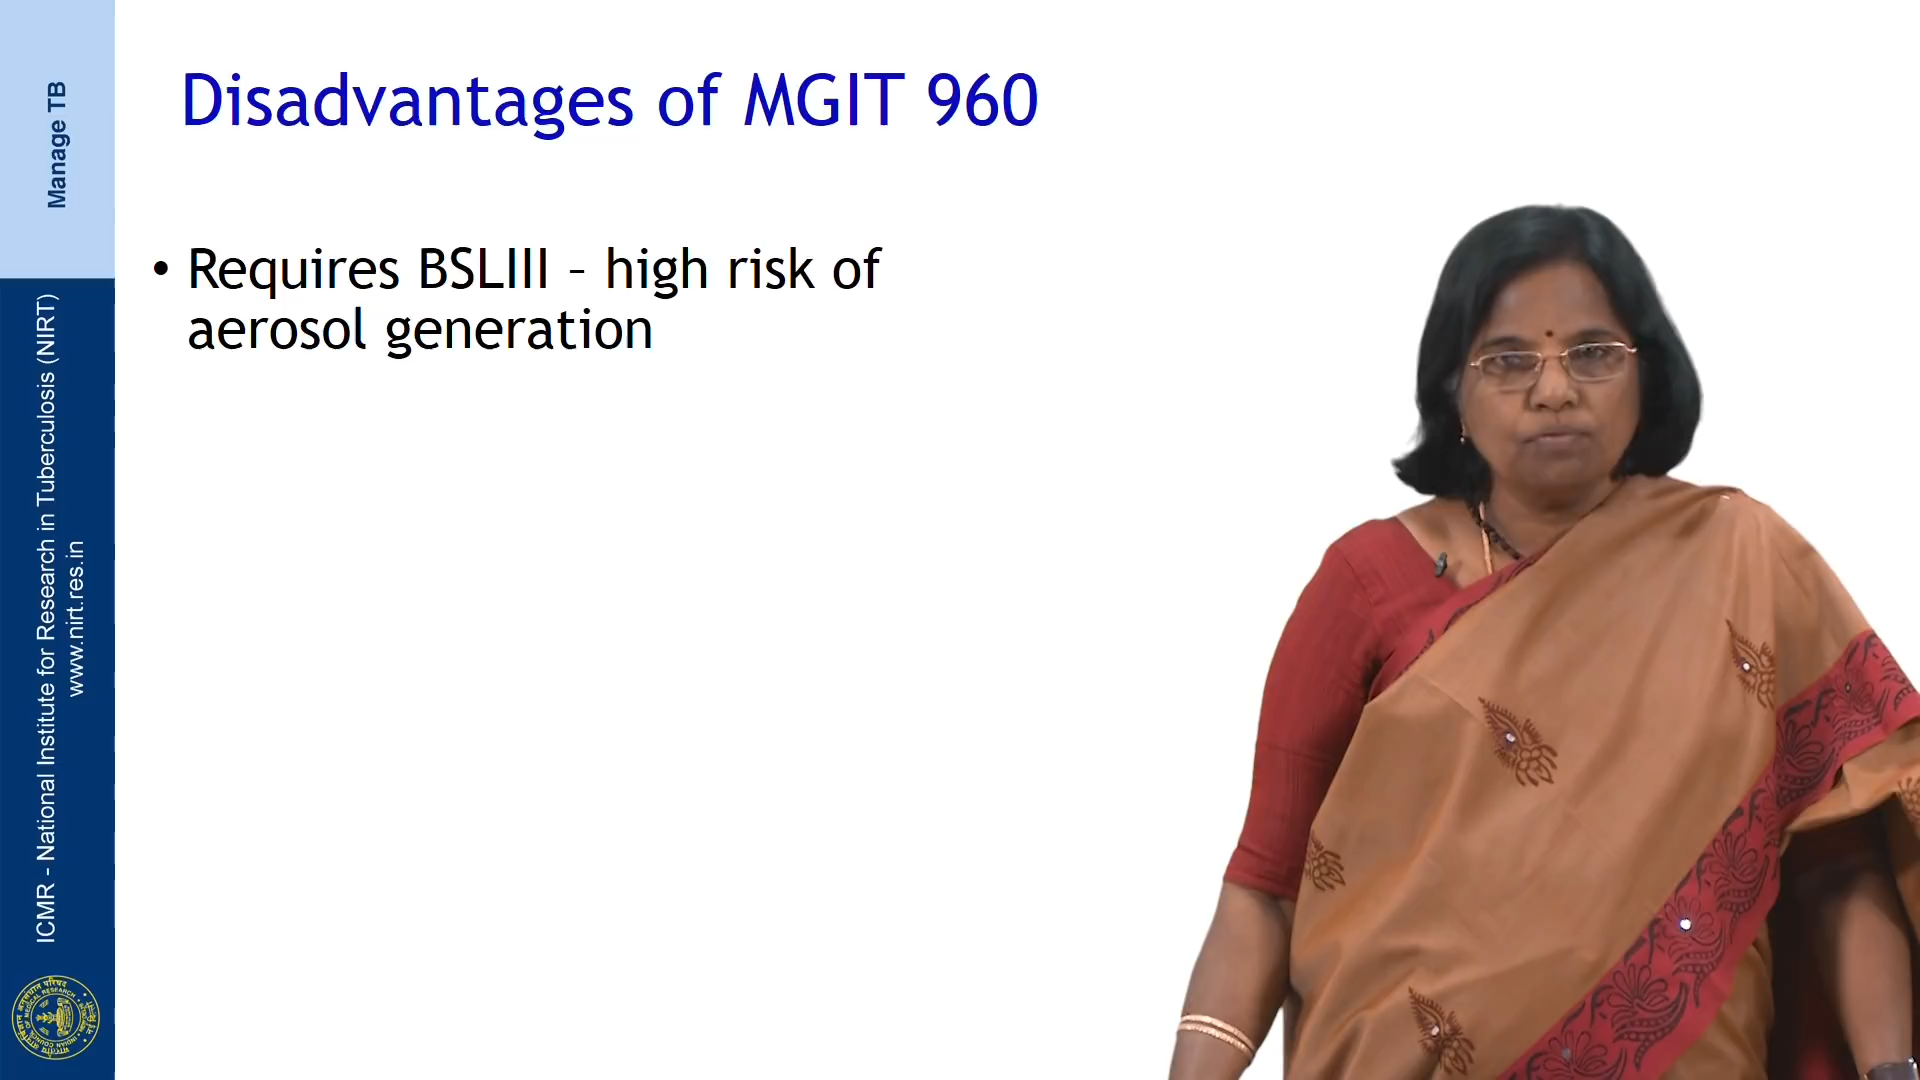 Disadvantages of MGIT 960
• Requires BSLIII – high risk of
aerosol generation
Manage TB
ICMR - National Institute for Research in Tuberculosis (NIRT)
www.nirt.res.in